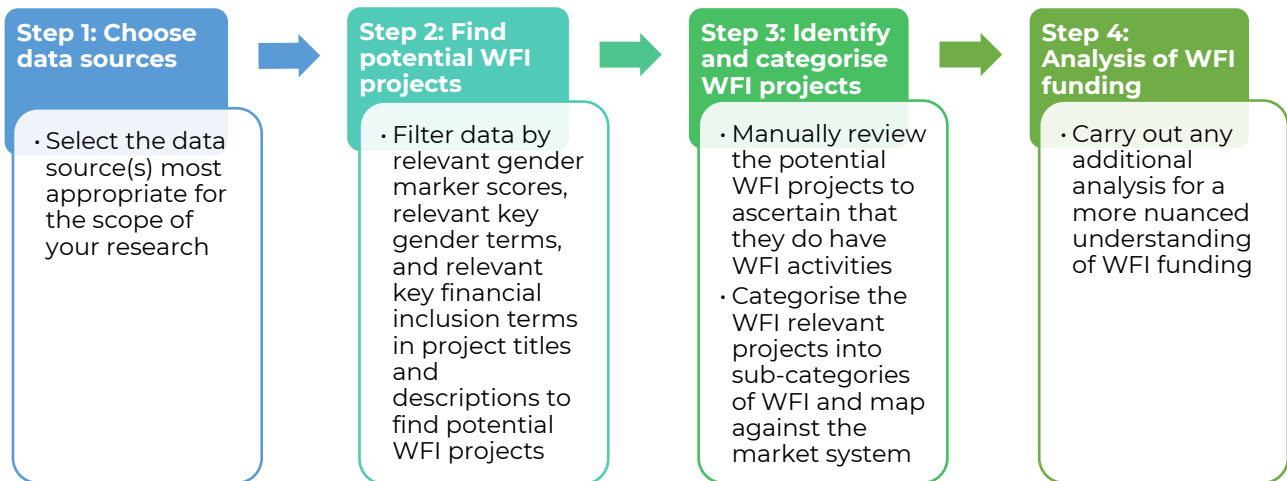 Step 1: Choose
data sources
· Select the data
source(s) most
appropriate for
the scope of
your research
Step 2: Find
potential WFI
projects
· Filter data by
relevant gender
marker scores,
relevant key
gender terms,
and relevant
key financial
inclusion terms
in project titles
and
descriptions to
find potential
WFI projects
Step 3: Identify
and categorise
WFI projects
· Manually review
the potential
WFI projects to
ascertain that
they do have
WFI activities
· Categorise the
WFI relevant
projects into
sub-categories
of WFI and map
against the
market system
Step 4:
Analysis of WFI
funding
· Carry out any
additional
analysis for a
more nuanced
understanding
of WFI funding